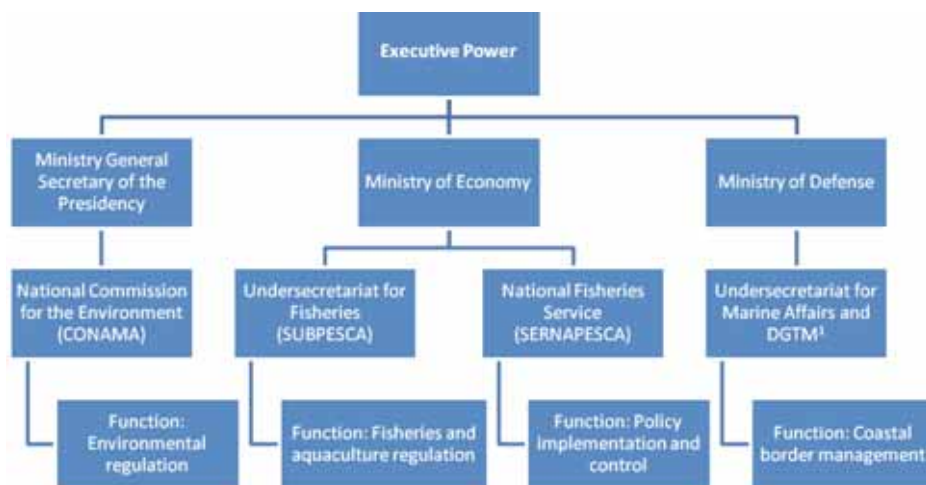 Executive Power
Ministry General
Secretary of the
Presidency
Ministry of Economy
Ministry of Defense
National Commission
for the Environment
(CONAMA)
Undersecretariat for
Fisheries
(SUBPESCA)
National Fisheries
Service
(SERNAPESCA)
Undersecretariat for
Marine Affairs and
DGTM¹
Function:
Environmental
regulation
Function: Fisheries and
aquaculture regulation
Function: Policy
implementation and
control
Function: Coastal
border management